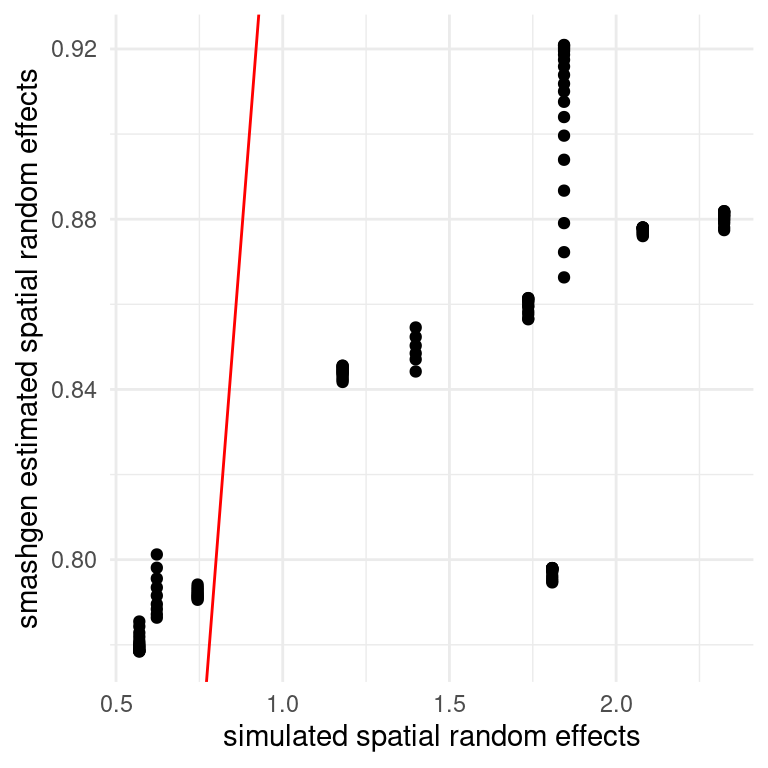 smashgen estimated spatial random effects
0.92
0.88
0.84
0.80
0.5 1.0 1.5 2.0
simulated spatial random effects